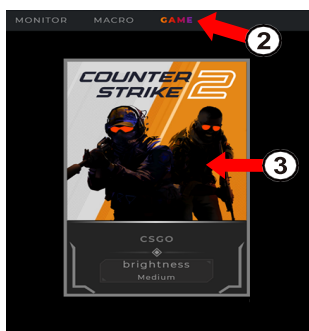 MONITOR MACRO GAME
2
COUNTER
STRIKE 2
3
CSGO
brightness
Medium